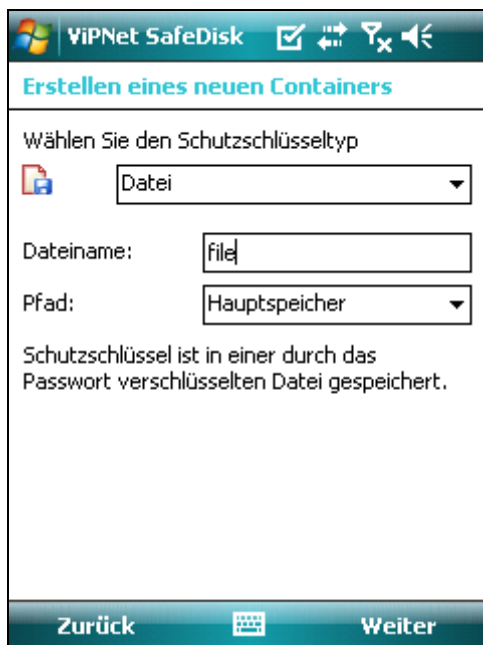 ViPNet SafeDisk
Erstellen eines neuen Containers
Wählen Sie den Schutzschlüsseltyp
Datei
Dateiname: file
Pfad: Hauptspeicher
Schutzschlüssel ist in einer durch das
Passwort verschlüsselten Datei gespeichert.
Zurück Weiter